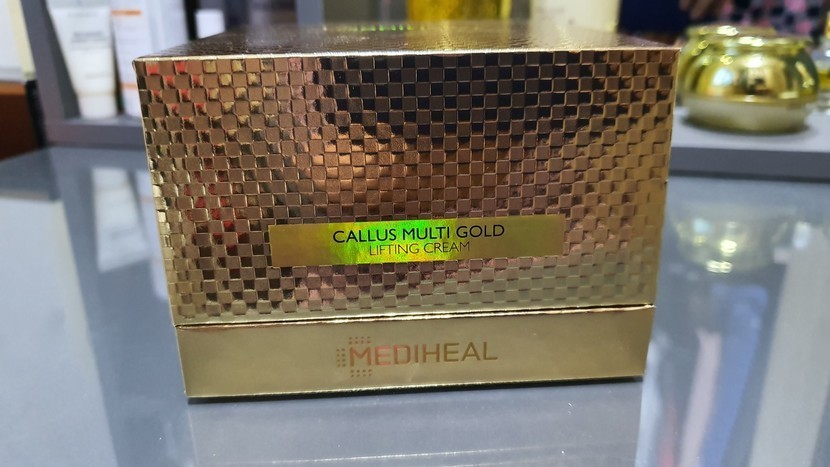 CALLUS MULTI GOLD
LIFTING CREAM
MEDIHEAL